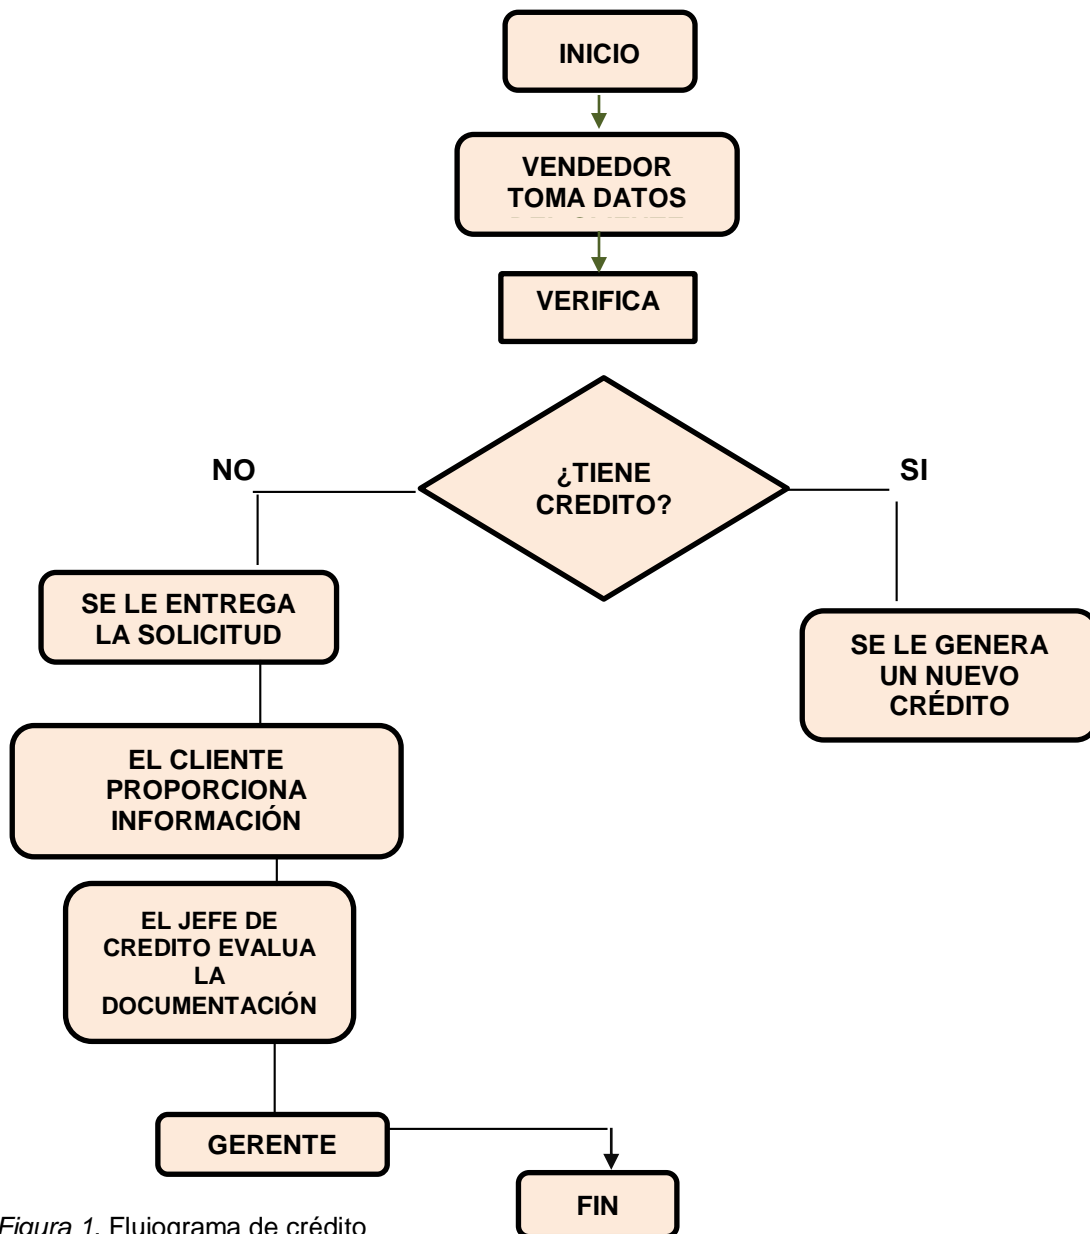 INICIO
VENDEDOR
TOMA DATOS
VERIFICA
¿TIENE
CREDITO?
NO
SI
SE LE ENTREGA
LA SOLICITUD
SE LE GENERA
UN NUEVO
CRÉDITO
EL CLIENTE
PROPORCIONA
INFORMACIÓN
EL JEFE DE
CREDITO EVALUA
LA
DOCUMENTACIÓN
GERENTE
FIN
Figura 1. Flujograma de crédito